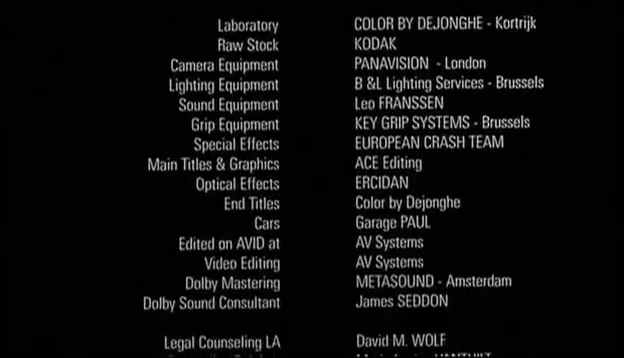 Laboratory COLOR BY DEJONGHE - Kortrijk
Raw Stock KODAK
Camera Equipment PANAVISION - London
Lighting Equipment B &L Lighting Services - Brussels
Sound Equipment Leo FRANSSEN
Grip Equipment KEY GRIP SYSTEMS - Brussels
Special Effects EUROPEAN CRASH TEAM
Main Titles & Graphics ACE Editing
Optical Effects ERCIDAN
End Titles Color by Dejonghe
Cars Garage PAUL
Edited on AVID at AV Systems
Video Editing AV Systems
Dolby Mastering METASOUND - Amsterdam
Dolby Sound Consultant James SEDDON
Legal Counseling LA David M. WOLF